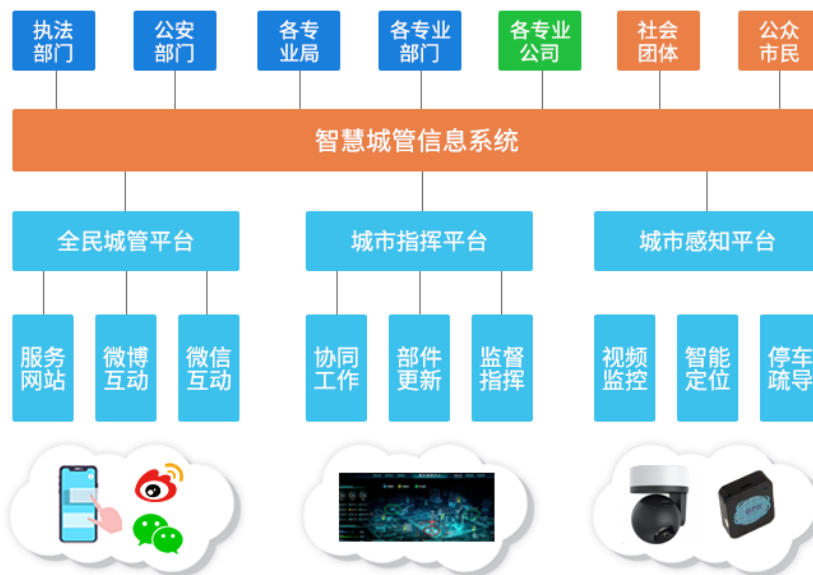 执法
部门
公安
部门
各专
业局
各专业
部门
各专业
公司
社会
团体
公众
市民
智慧城管信息系统
全民城管平台
城市指挥平台
城市感知平台
服务
网站
微博
互动
微信
互动
协同
工作
部件
更新
监督
指挥
视频
监控
智能
定位
停车
疏导